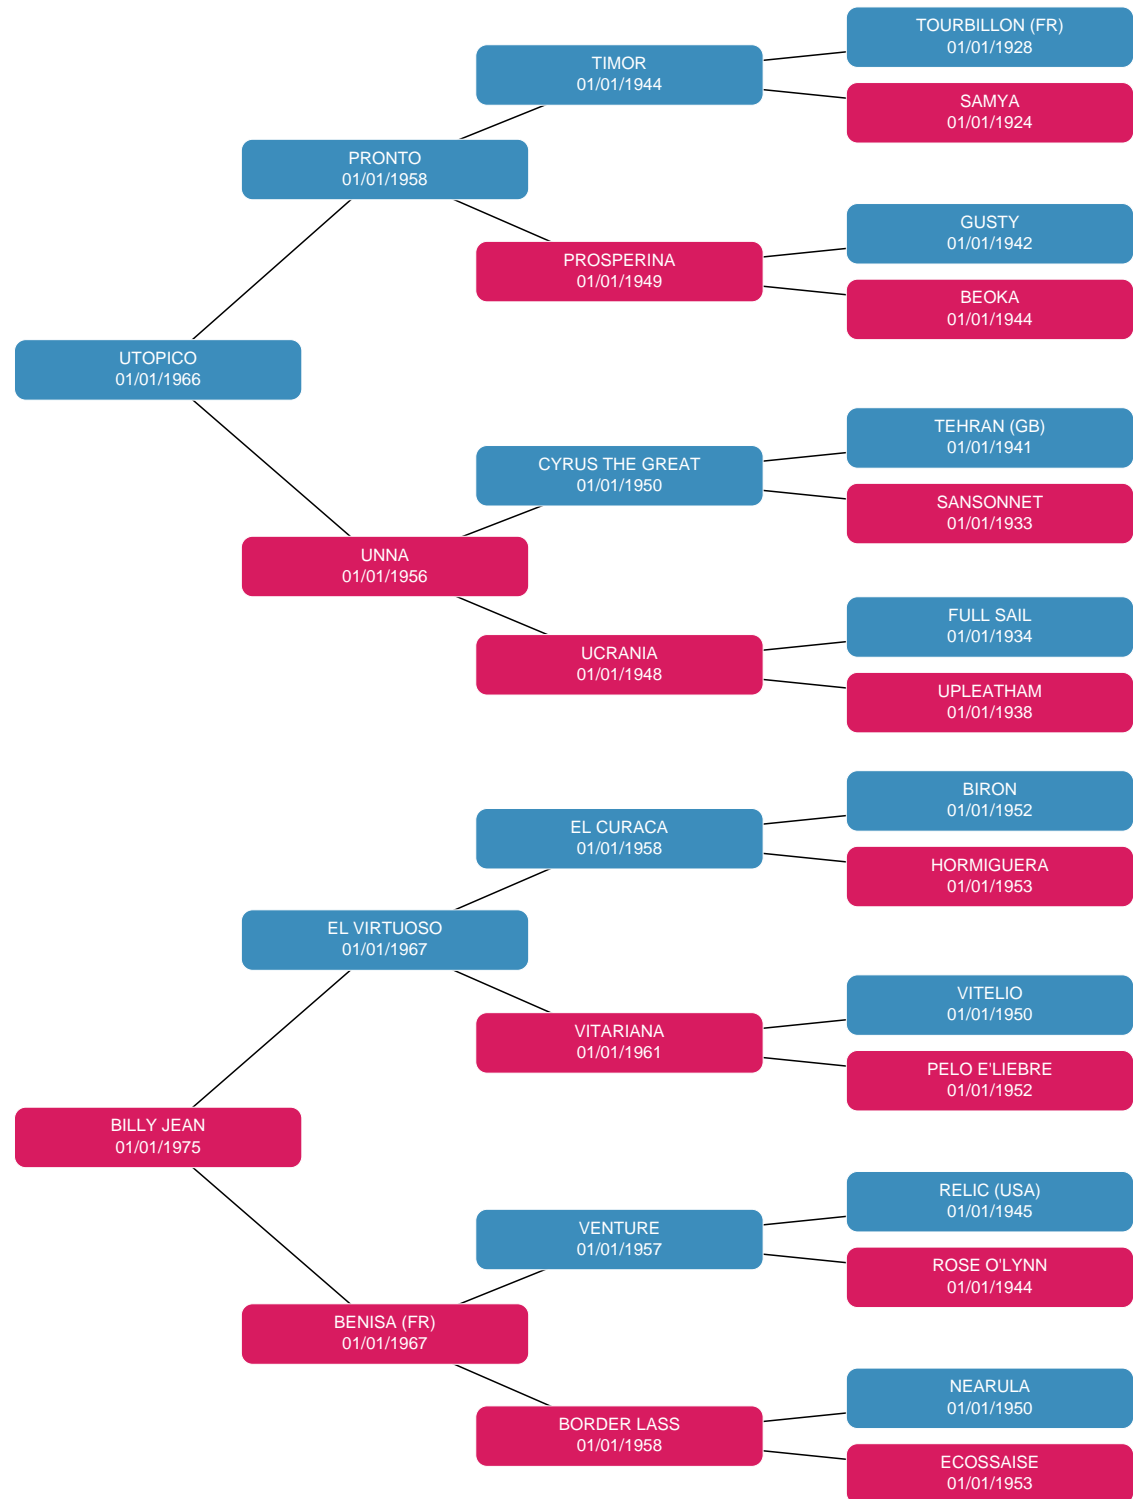 TOURBILLON (FR)
01/01/1928
TIMOR
01/01/1944
SAMYA
01/01/1924
PRONTO
01/01/1958
GUSTY
01/01/1942
PROSPERINA
01/01/1949
BEOKA
01/01/1944
UTOPICO
01/01/1966
TEHRAN (GB)
01/01/1941
CYRUS THE GREAT
01/01/1950
SANSONNET
01/01/1933
UNNA
01/01/1956
FULL SAIL
01/01/1934
UCRANIA
01/01/1948
UPLEATHAM
01/01/1938
BIRON
01/01/1952
EL CURACA
01/01/1958
HORMIGUERA
01/01/1953
EL VIRTUOSO
01/01/1967
VITELIO
01/01/1950
VITARIANA
01/01/1961
PELO E'LIEBRE
01/01/1952
BILLY JEAN
01/01/1975
RELIC (USA)
01/01/1945
VENTURE
01/01/1957
ROSE O'LYNN
01/01/1944
BENISA (FR)
01/01/1967
NEARULA
01/01/1950
BORDER LASS
01/01/1958
ECOSSAISE
01/01/1953